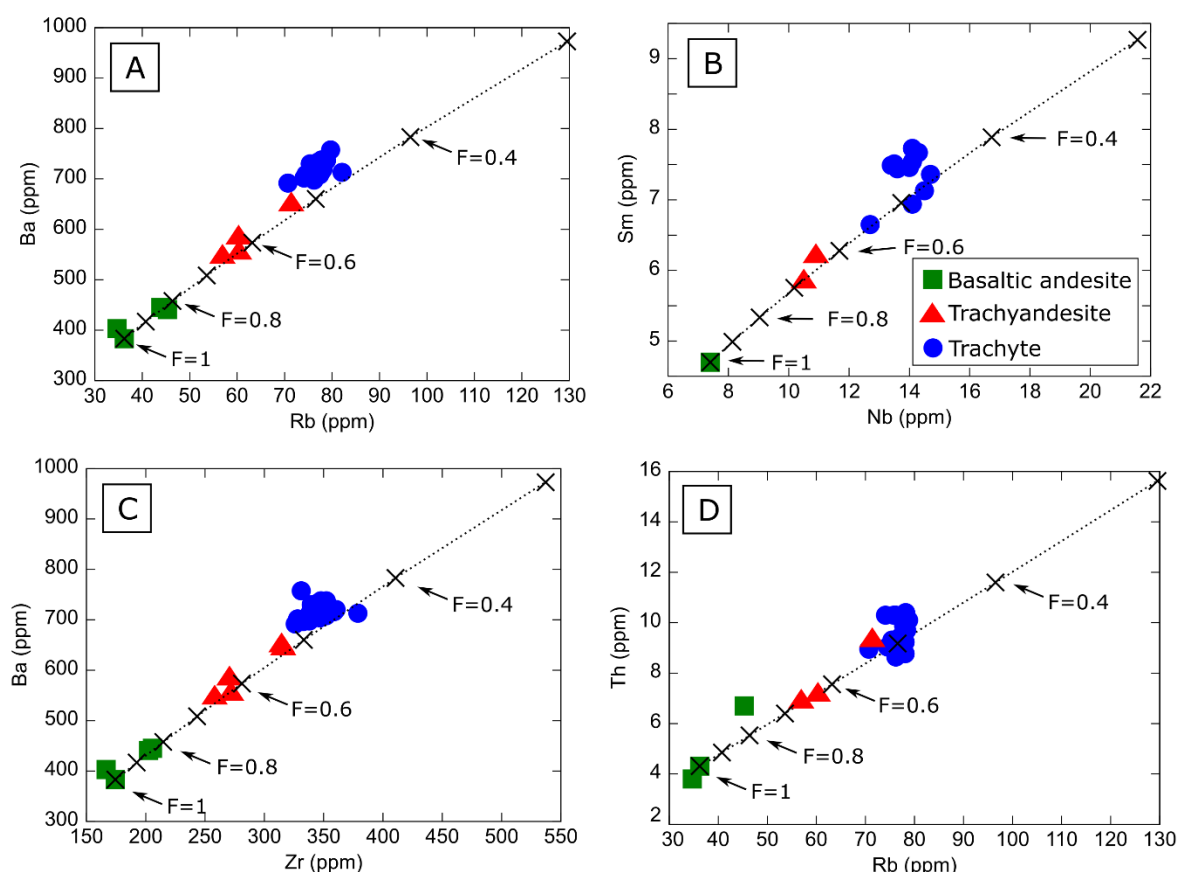 A
1000
900
800
700
600
500
400
300
Ba (ppm)
F=0.4
F=0.6
F=0.8
F=1
30 40 50 60 70 80 90 100 110 120 130
Rb (ppm)
B
9
8
7
6
5
Sm (ppm)
F=0.4
F=0.6
F=0.8
F=1
Basaltic andesite
Trachyandesite
Trachyte
6 8 10 12 14 16 18 20 22
Nb (ppm)
C
1000
900
800
700
600
500
400
300
Ba (ppm)
F=0.4
F=0.6
F=0.8
F=1
150 200 250 300 350 400 450 500 550
Zr (ppm)
D
16
14
12
10
8
6
4
2
Th (ppm)
F=0.4
F=0.6
F=0.8
F=1
30 40 50 60 70 80 90 100 110 120 130
Rb (ppm)